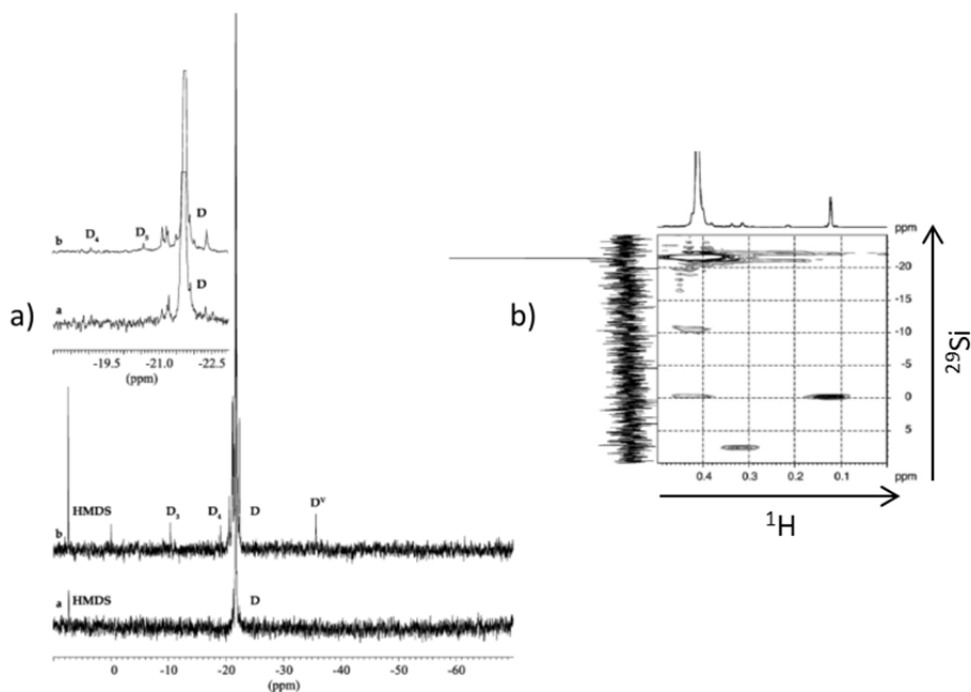 a)
b
D₄
D₅
D
a
D
-19.5 -21.0 -22.5
(ppm)
HMDS
D₃
D₄
D
Dⱽ
b
HMDS
D
a
0 -10 -20 -30 -40 -50 -60
(ppm)
b)
ppm
-20
-15
-10
-5
0
5
ppm
0.4 0.3 0.2 0.1
¹H
²⁹Si